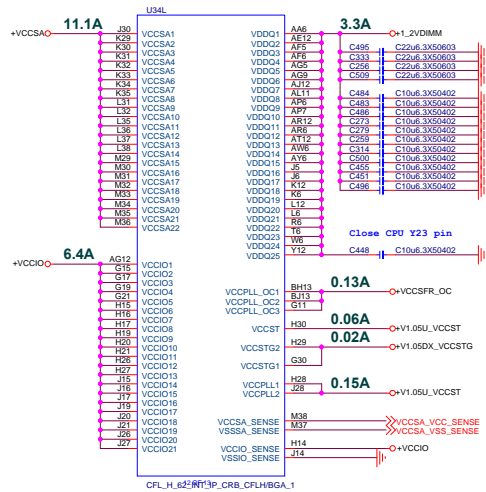 U34L
+VCCSA 11.1A
J30 VCCSA1
K29 VCCSA2
K30 VCCSA3
K31 VCCSA4
K32 VCCSA5
K33 VCCSA6
K34 VCCSA7
K35 VCCSA8
L31 VCCSA9
L32 VCCSA10
L35 VCCSA11
L36 VCCSA12
L37 VCCSA13
L38 VCCSA14
M29 VCCSA15
M30 VCCSA16
M31 VCCSA17
M32 VCCSA18
M33 VCCSA19
M34 VCCSA20
M35 VCCSA21
M36 VCCSA22
+VCCIO 6.4A
AG12 VCCIO1
G15 VCCIO2
G17 VCCIO3
G19 VCCIO4
G21 VCCIO5
H15 VCCIO6
H16 VCCIO7
H17 VCCIO8
H19 VCCIO9
H20 VCCIO10
H21 VCCIO11
H26 VCCIO12
H27 VCCIO13
J15 VCCIO14
J16 VCCIO15
J17 VCCIO16
J19 VCCIO17
J20 VCCIO18
J21 VCCIO19
J26 VCCIO20
J27 VCCIO21
VDDQ1 AA6
VDDQ2 AE12
VDDQ3 AF5
VDDQ4 AF6
VDDQ5 AG5
VDDQ6 AG9
VDDQ7 AJ12
VDDQ8 AL11
VDDQ9 AP6
VDDQ10 AP7
VDDQ11 AR12
VDDQ12 AR6
VDDQ13 AT12
VDDQ14 AW6
VDDQ15 AY6
VDDQ16 J5
VDDQ17 J6
VDDQ18 K12
VDDQ19 K6
VDDQ20 L12
VDDQ21 L6
VDDQ22 R6
VDDQ23 T6
VDDQ24 W6
VDDQ25 Y12
3.3A +1_2VDIMM
C495 C22u6.3X50603
C333 C22u6.3X50603
C256 C22u6.3X50603
C509 C22u6.3X50603
C484 C10u6.3X50402
C483 C10u6.3X50402
C486 C10u6.3X50402
C273 C10u6.3X50402
C279 C10u6.3X50402
C259 C10u6.3X50402
C314 C10u6.3X50402
C500 C10u6.3X50402
C455 C10u6.3X50402
C451 C10u6.3X50402
C496 C10u6.3X50402
Close CPU Y23 pin
C448 C10u6.3X50402
VCCPLL_OC1 BH13 0.13A
VCCPLL_OC2 BJ13 +VCCSFR_OC
VCCPLL_OC3 G11
VCCST H30 0.06A +V1.05U_VCCST
VCCSTG2 H29 0.02A +V1.05DX_VCCSTG
VCCSTG1 G30
VCCPLL1 H28 0.15A
VCCPLL2 J28 +V1.05U_VCCST
VCCSA_SENSE M38 VCCSA_VCC_SENSE
VSSSA_SENSE M37 VCCSA_VSS_SENSE
VCCIO_SENSE H14 +VCCIO
VSSIO_SENSE J14
CFL_H_62_INT_IP_CRB_CFLH/BGA_1